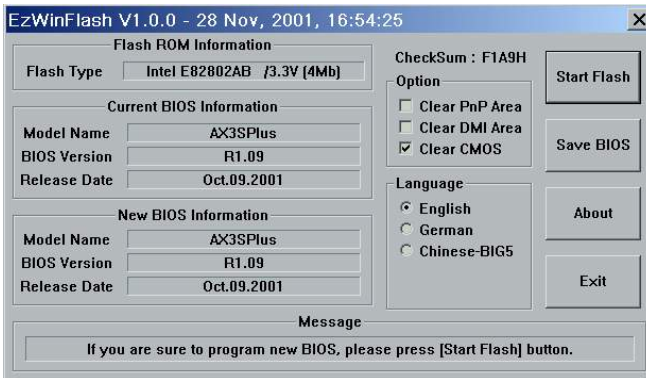 EzWinFlash V1.0.0 - 28 Nov, 2001, 16:54:25
Flash ROM Information
Flash Type Intel E82802AB /3.3V (4Mb)
Current BIOS Information
Model Name AX3SPlus
BIOS Version R1.09
Release Date Oct.09.2001
New BIOS Information
Model Name AX3SPlus
BIOS Version R1.09
Release Date Oct.09.2001
CheckSum : F1A9H
Option
Clear PnP Area
Clear DMI Area
Clear CMOS
Language
English
German
Chinese-BIG5
Start Flash
Save BIOS
About
Exit
Message
If you are sure to program new BIOS, please press [Start Flash] button.